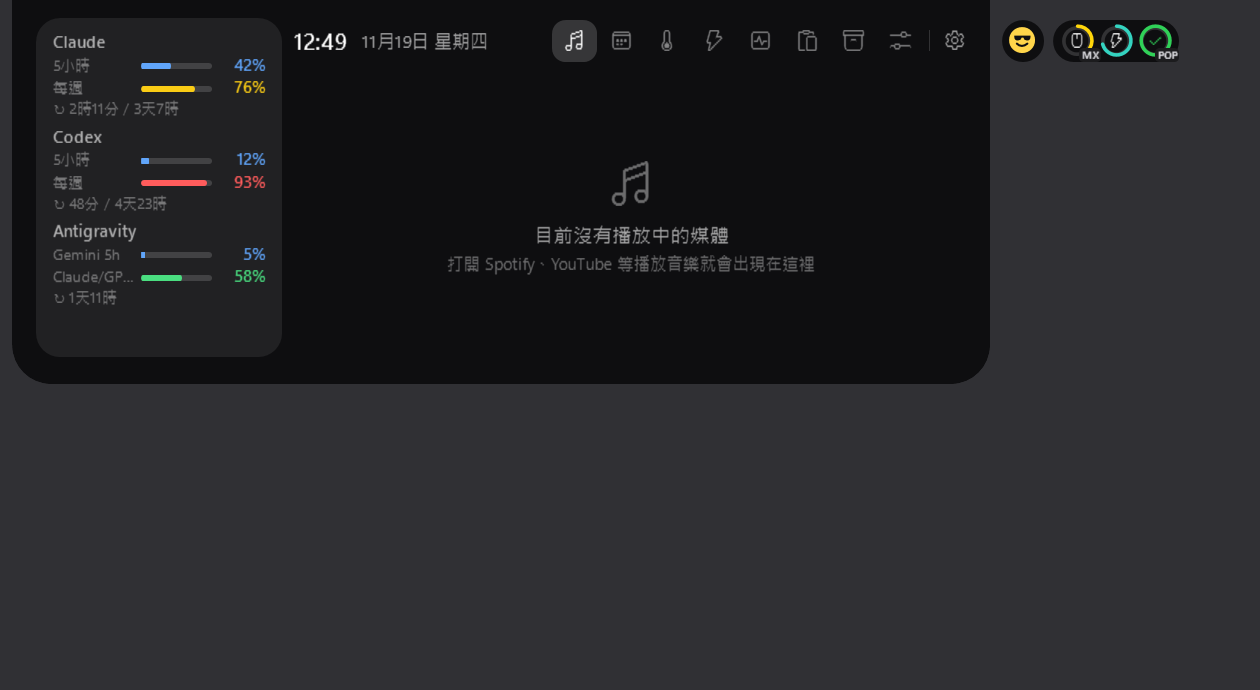 Claude
5小時 42%
每週 76%
↻ 2時11分 / 3天7時
Codex
5小時 12%
每週 93%
↻ 48分 / 4天23時
Antigravity
Gemini 5h 5%
Claude/GP... 58%
↻ 1天11時
12:49 11月19日 星期四
MX POP
目前沒有播放中的媒體
打開 Spotify、YouTube 等播放音樂就會出現在這裡